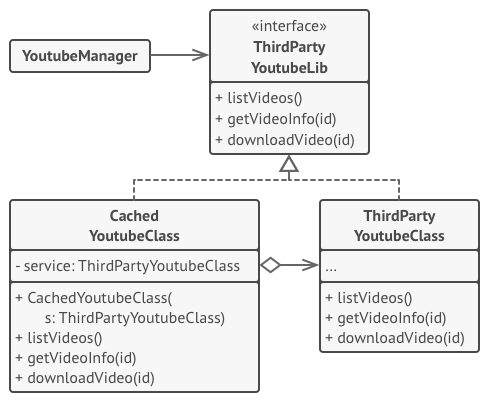 YoutubeManager
«interface»
ThirdParty
YoutubeLib
+ listVideos()
+ getVideoInfo(id)
+ downloadVideo(id)
Cached
YoutubeClass
- service: ThirdPartyYoutubeClass
+ CachedYoutubeClass(
s: ThirdPartyYoutubeClass)
+ listVideos()
+ getVideoInfo(id)
+ downloadVideo(id)
ThirdParty
YoutubeClass
...
+ listVideos()
+ getVideoInfo(id)
+ downloadVideo(id)